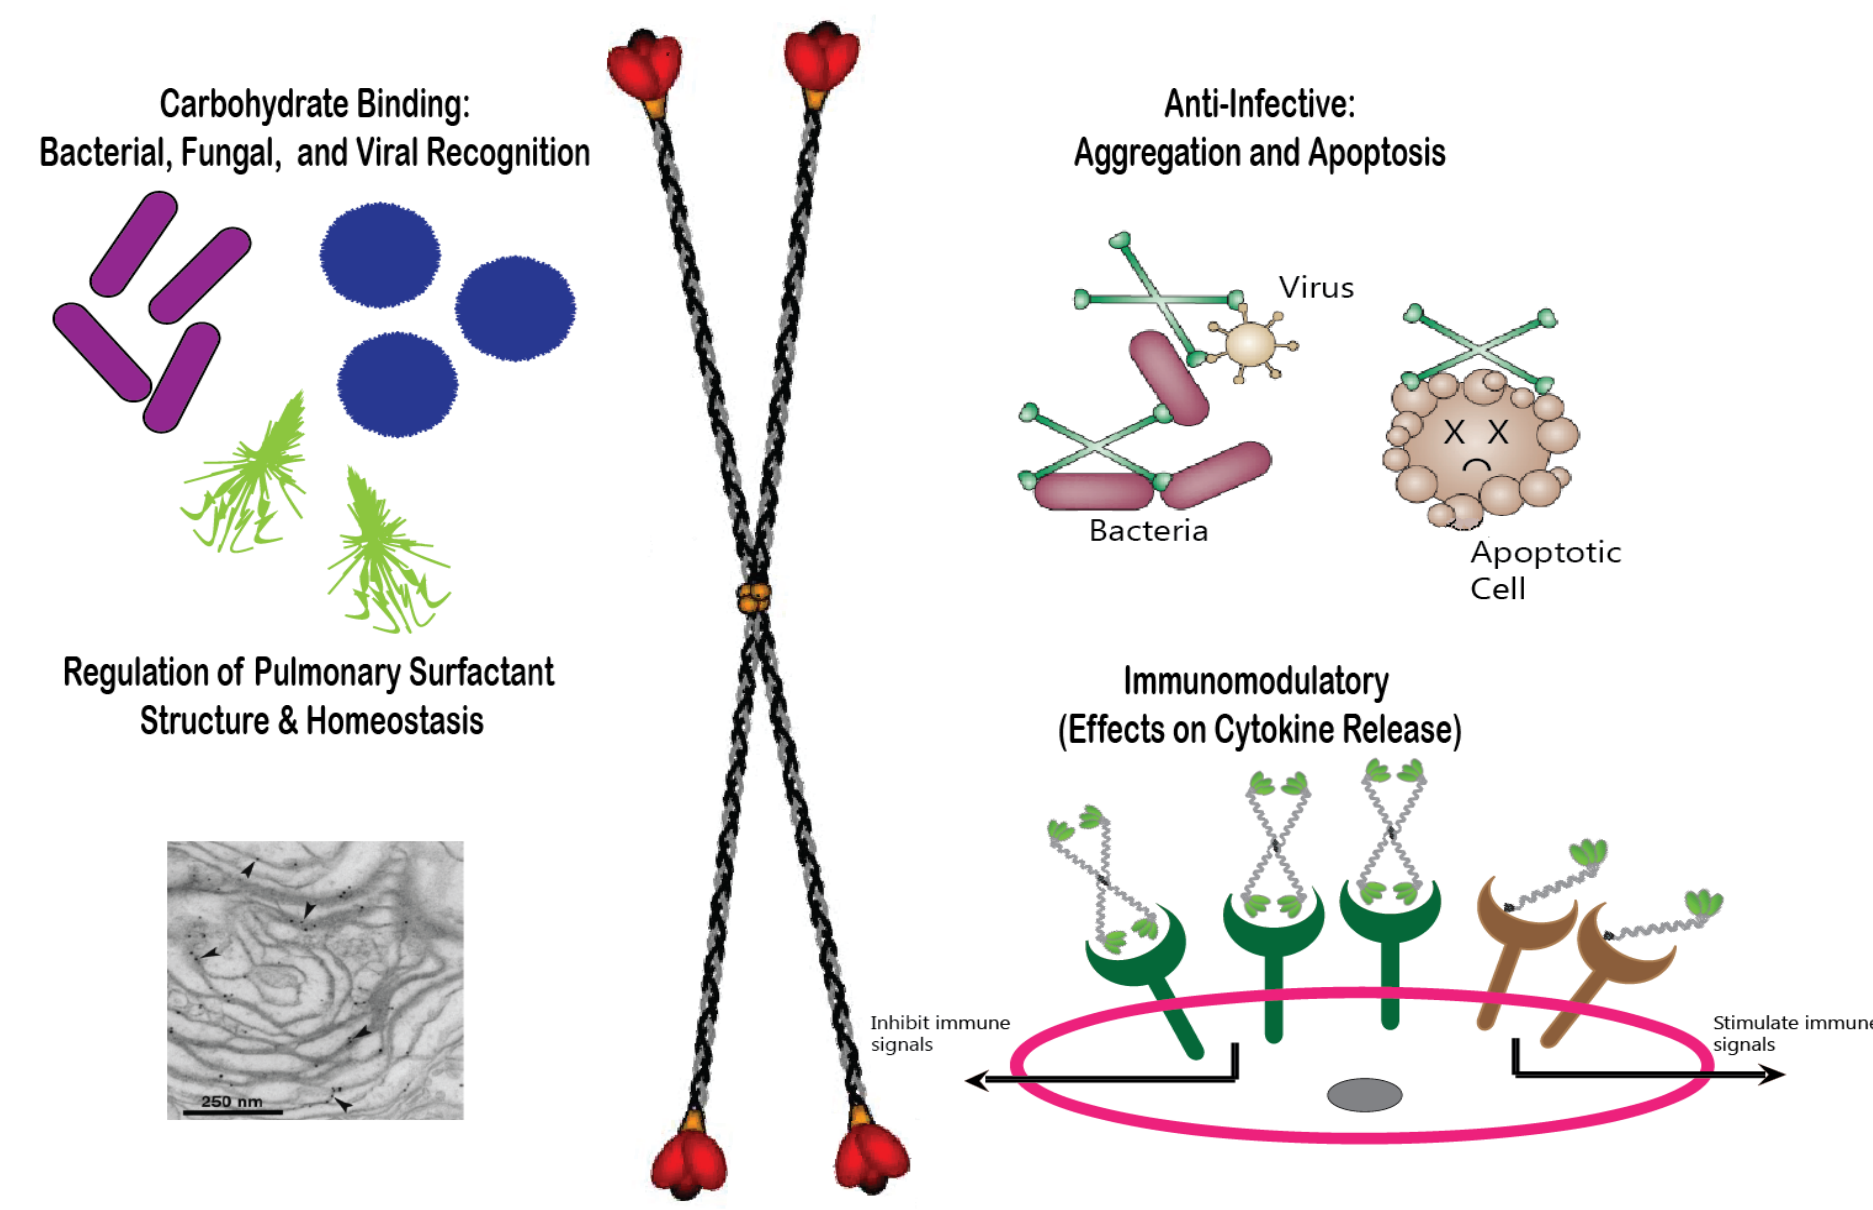 Carbohydrate Binding:
Bacterial, Fungal, and Viral Recognition
Anti-Infective:
Aggregation and Apoptosis
Virus
Bacteria
X X
Apoptotic
Cell
Regulation of Pulmonary Surfactant
Structure & Homeostasis
250 nm
Immunomodulatory
(Effects on Cytokine Release)
Inhibit immune
signals
Stimulate immune
signals